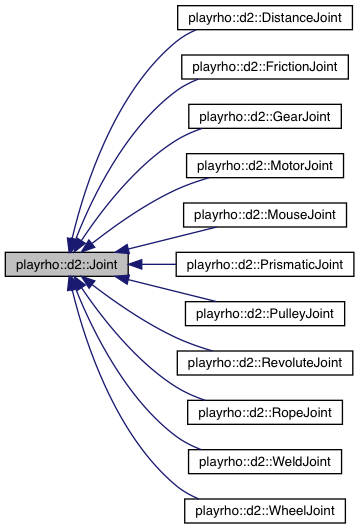 playrho::d2::DistanceJoint
playrho::d2::FrictionJoint
playrho::d2::GearJoint
playrho::d2::MotorJoint
playrho::d2::MouseJoint
playrho::d2::Joint
playrho::d2::PrismaticJoint
playrho::d2::PulleyJoint
playrho::d2::RevoluteJoint
playrho::d2::RopeJoint
playrho::d2::WeldJoint
playrho::d2::WheelJoint